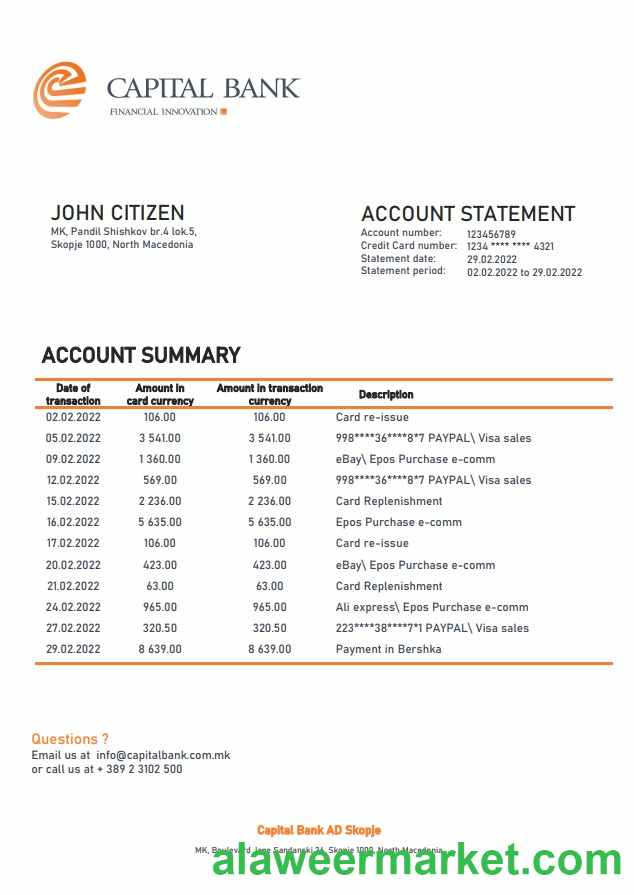 CAPITAL BANK
FINANCIAL INNOVATION
JOHN CITIZEN
MK, Pandil Shishkov br.4 lok.5,
Skopje 1000, North Macedonia
ACCOUNT STATEMENT
Account number: 123456789
Credit Card number: 1234 **** **** 4321
Statement date: 29.02.2022
Statement period: 02.02.2022 to 29.02.2022
ACCOUNT SUMMARY
Date of transaction Amount in card currency Amount in transaction currency Description
02.02.2022 106.00 106.00 Card re-issue
05.02.2022 3 541.00 3 541.00 998****36****8*7 PAYPAL\ Visa sales
09.02.2022 1 360.00 1 360.00 eBay\ Epos Purchase e-comm
12.02.2022 569.00 569.00 998****36****8*7 PAYPAL\ Visa sales
15.02.2022 2 236.00 2 236.00 Card Replenishment
16.02.2022 5 635.00 5 635.00 Epos Purchase e-comm
17.02.2022 106.00 106.00 Card re-issue
20.02.2022 423.00 423.00 eBay\ Epos Purchase e-comm
21.02.2022 63.00 63.00 Card Replenishment
24.02.2022 965.00 965.00 Ali express\ Epos Purchase e-comm
27.02.2022 320.50 320.50 223****38****7*1 PAYPAL\ Visa sales
29.02.2022 8 639.00 8 639.00 Payment in Bershka
Questions ?
Email us at info@capitalbank.com.mk
or call us at + 389 2 3102 500
Capital Bank AD Skopje
MK, Boulevard Jane Sandanski 26, Skopje 1000, North Macedonia
alaweermarket.com